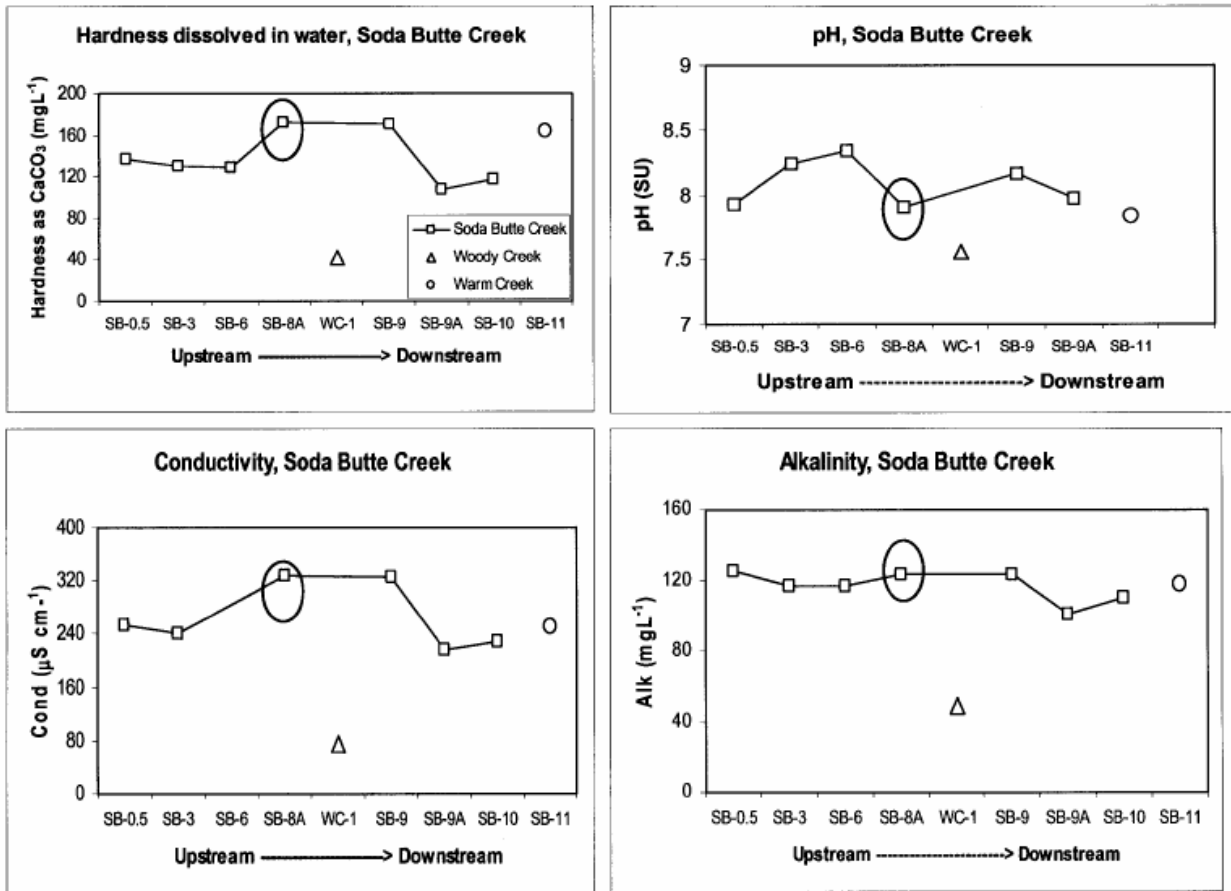 Hardness dissolved in water, Soda Butte Creek
Hardness as CaCO₃ (mgL⁻¹)
200
160
120
80
40
0
Soda Butte Creek
Woody Creek
Warm Creek
SB-0.5 SB-3 SB-6 SB-8A WC-1 SB-9 SB-9A SB-10 SB-11
Upstream Downstream
pH, Soda Butte Creek
pH (SU)
9
8.5
8
7.5
7
SB-0.5 SB-3 SB-6 SB-8A WC-1 SB-9 SB-9A SB-11
Upstream -----------------------> Downstream
Conductivity, Soda Butte Creek
Cond (µS cm-¹)
400
320
240
160
80
0
SB-0.5 SB-3 SB-6 SB-8A WC-1 SB-9 SB-9A SB-10 SB-11
Upstream Downstream
Alkalinity, Soda Butte Creek
Alk (mgL⁻¹)
160
120
80
40
0
SB-0.5 SB-3 SB-6 SB-8A WC-1 SB-9 SB-9A SB-10 SB-11
Upstream -----------------------> Downstream